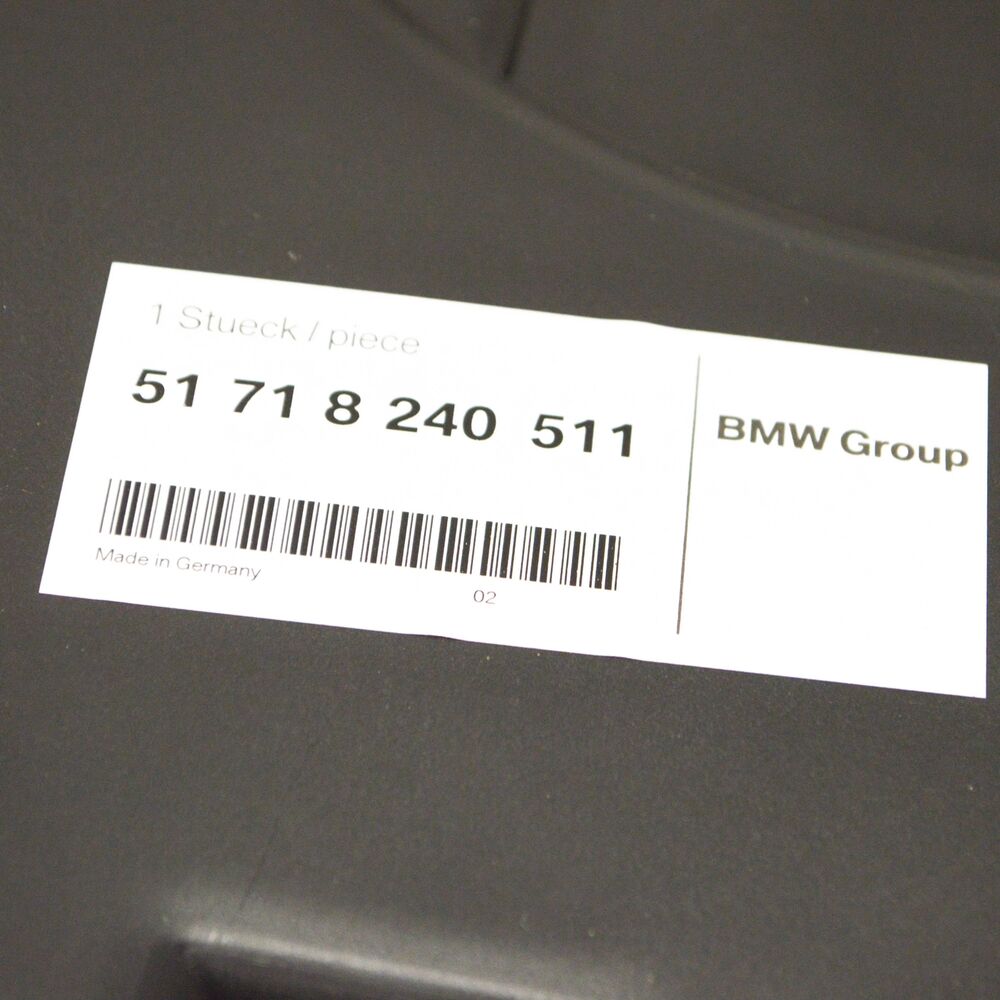 1 Stueck / piece
51 71 8 240 511
BMW Group
Made in Germany
02